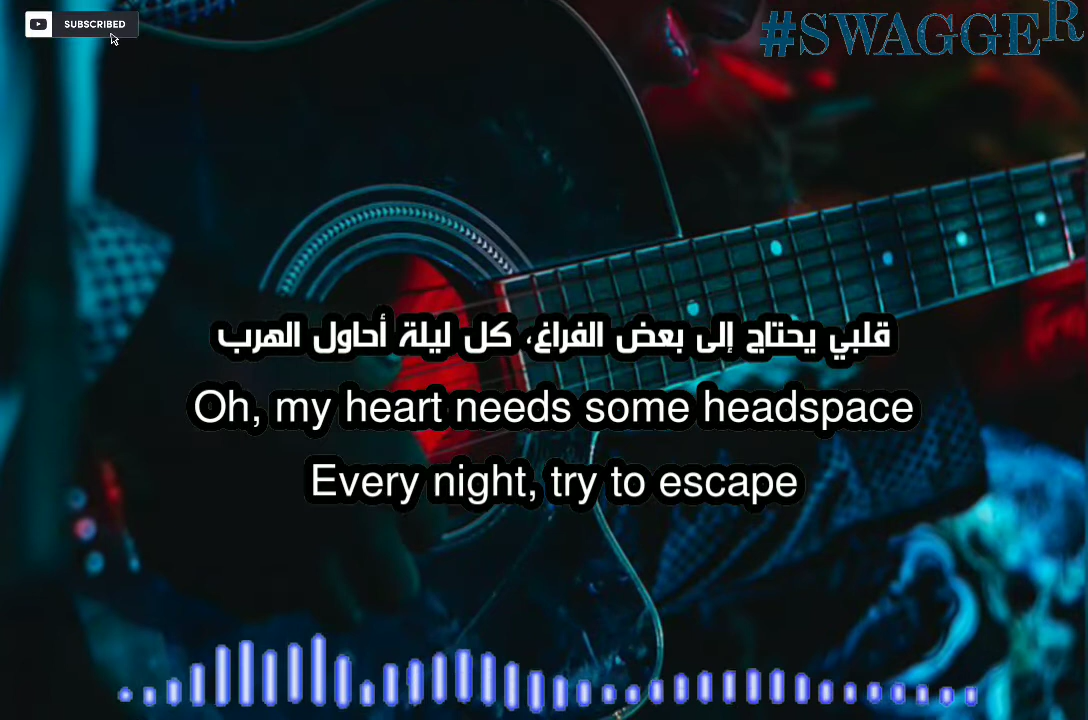 SUBSCRIBED
#SWAGGER
قلبي يحتاج إلى بعض الفراغ، كل ليلة أحاول الهرب
Oh, my heart needs some headspace
Every night, try to escape